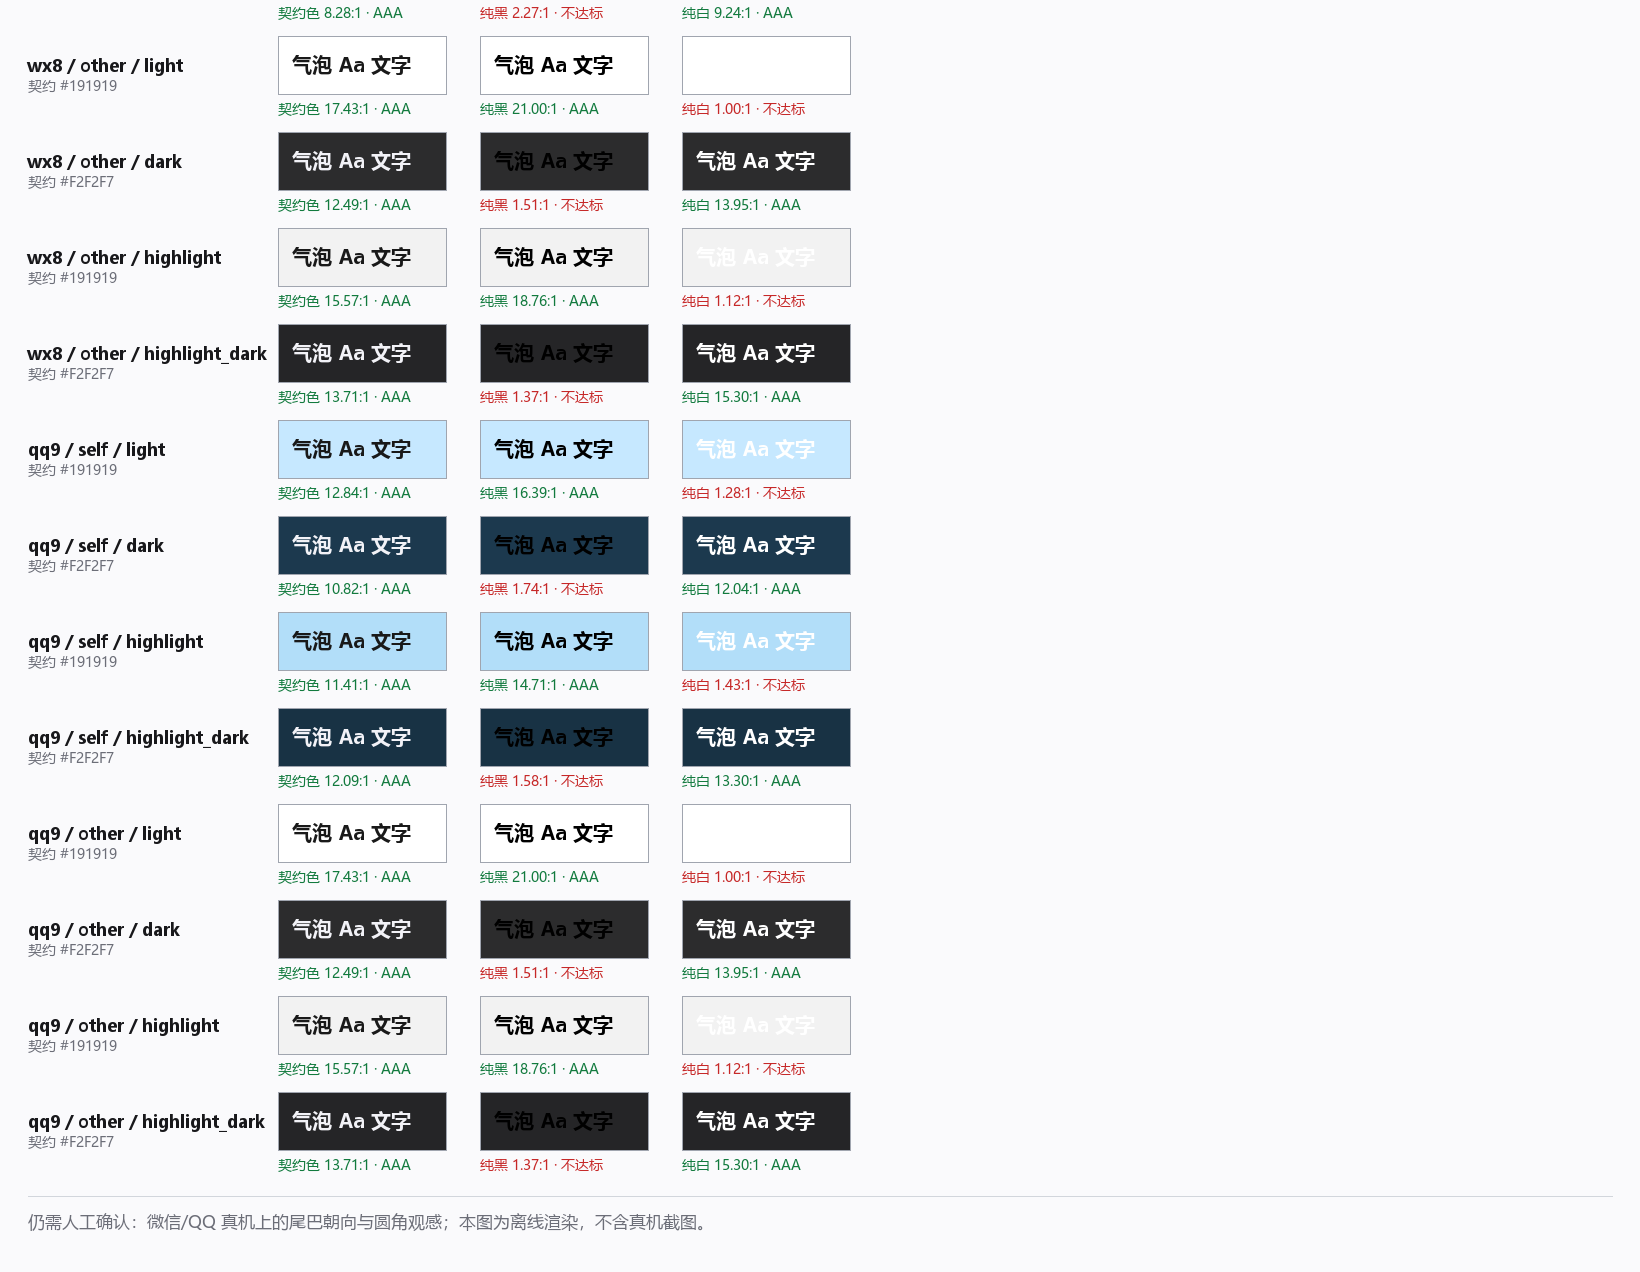 契约色 8.28:1 · AAA 纯黑 2.27:1 · 不达标 纯白 9.24:1 · AAA
wx8 / other / light
契约 #191919
气泡 Aa 文字 气泡 Aa 文字
契约色 17.43:1 · AAA 纯黑 21.00:1 · AAA 纯白 1.00:1 · 不达标
wx8 / other / dark
契约 #F2F2F7
气泡 Aa 文字 气泡 Aa 文字 气泡 Aa 文字
契约色 12.49:1 · AAA 纯黑 1.51:1 · 不达标 纯白 13.95:1 · AAA
wx8 / other / highlight
契约 #191919
气泡 Aa 文字 气泡 Aa 文字 气泡 Aa 文字
契约色 15.57:1 · AAA 纯黑 18.76:1 · AAA 纯白 1.12:1 · 不达标
wx8 / other / highlight_dark
契约 #F2F2F7
气泡 Aa 文字 气泡 Aa 文字 气泡 Aa 文字
契约色 13.71:1 · AAA 纯黑 1.37:1 · 不达标 纯白 15.30:1 · AAA
qq9 / self / light
契约 #191919
气泡 Aa 文字 气泡 Aa 文字 气泡 Aa 文字
契约色 12.84:1 · AAA 纯黑 16.39:1 · AAA 纯白 1.28:1 · 不达标
qq9 / self / dark
契约 #F2F2F7
气泡 Aa 文字 气泡 Aa 文字 气泡 Aa 文字
契约色 10.82:1 · AAA 纯黑 1.74:1 · 不达标 纯白 12.04:1 · AAA
qq9 / self / highlight
契约 #191919
气泡 Aa 文字 气泡 Aa 文字 气泡 Aa 文字
契约色 11.41:1 · AAA 纯黑 14.71:1 · AAA 纯白 1.43:1 · 不达标
qq9 / self / highlight_dark
契约 #F2F2F7
气泡 Aa 文字 气泡 Aa 文字 气泡 Aa 文字
契约色 12.09:1 · AAA 纯黑 1.58:1 · 不达标 纯白 13.30:1 · AAA
qq9 / other / light
契约 #191919
气泡 Aa 文字 气泡 Aa 文字
契约色 17.43:1 · AAA 纯黑 21.00:1 · AAA 纯白 1.00:1 · 不达标
qq9 / other / dark
契约 #F2F2F7
气泡 Aa 文字 气泡 Aa 文字 气泡 Aa 文字
契约色 12.49:1 · AAA 纯黑 1.51:1 · 不达标 纯白 13.95:1 · AAA
qq9 / other / highlight
契约 #191919
气泡 Aa 文字 气泡 Aa 文字 气泡 Aa 文字
契约色 15.57:1 · AAA 纯黑 18.76:1 · AAA 纯白 1.12:1 · 不达标
qq9 / other / highlight_dark
契约 #F2F2F7
气泡 Aa 文字 气泡 Aa 文字 气泡 Aa 文字
契约色 13.71:1 · AAA 纯黑 1.37:1 · 不达标 纯白 15.30:1 · AAA
仍需人工确认：微信/QQ 真机上的尾巴朝向与圆角观感；本图为离线渲染，不含真机截图。